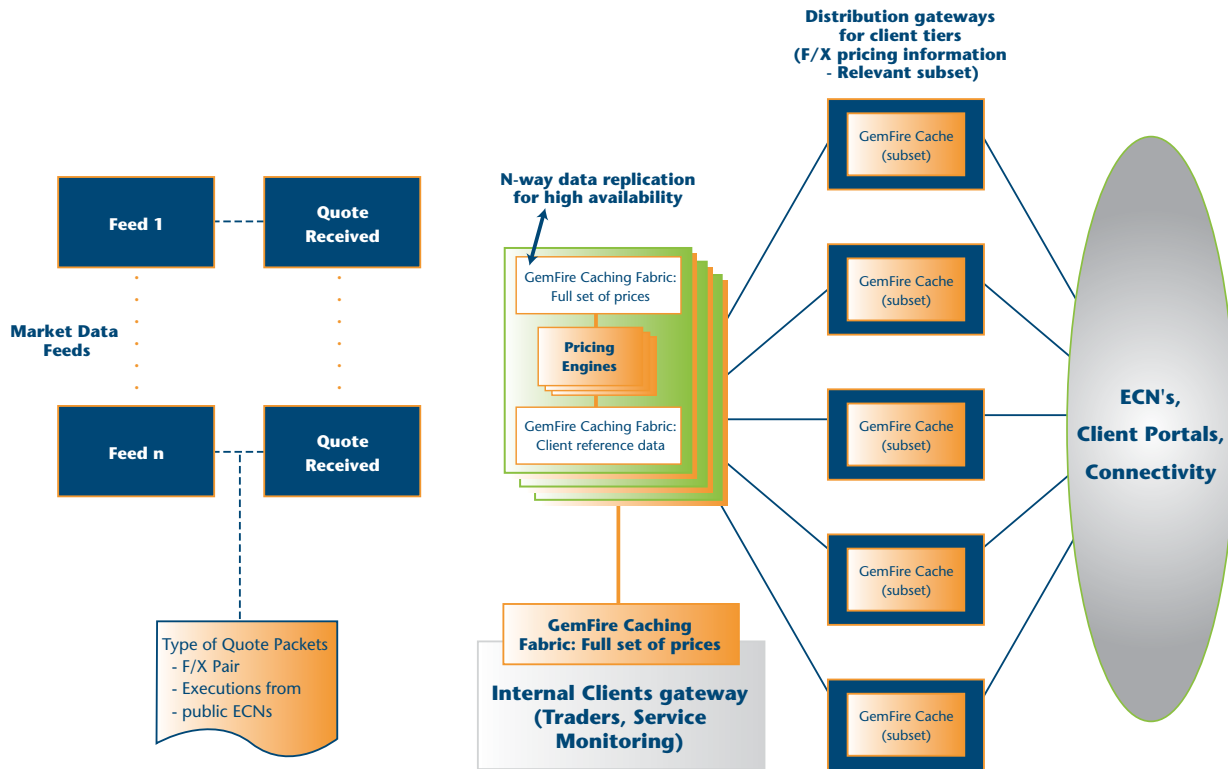 Distribution gateways
for client tiers
(F/X pricing information
- Relevant subset)
N-way data replication
for high availability
Feed 1
Quote
Received
Market Data
Feeds
Feed n
Quote
Received
Type of Quote Packets
- F/X Pair
- Executions from
- public ECNs
GemFire Caching Fabric:
Full set of prices
Pricing
Engines
GemFire Caching Fabric:
Client reference data
GemFire Caching
Fabric: Full set of prices
Internal Clients gateway
(Traders, Service
Monitoring)
GemFire Cache
(subset)
GemFire Cache
(subset)
GemFire Cache
(subset)
GemFire Cache
(subset)
GemFire Cache
(subset)
ECN's,
Client Portals,
Connectivity